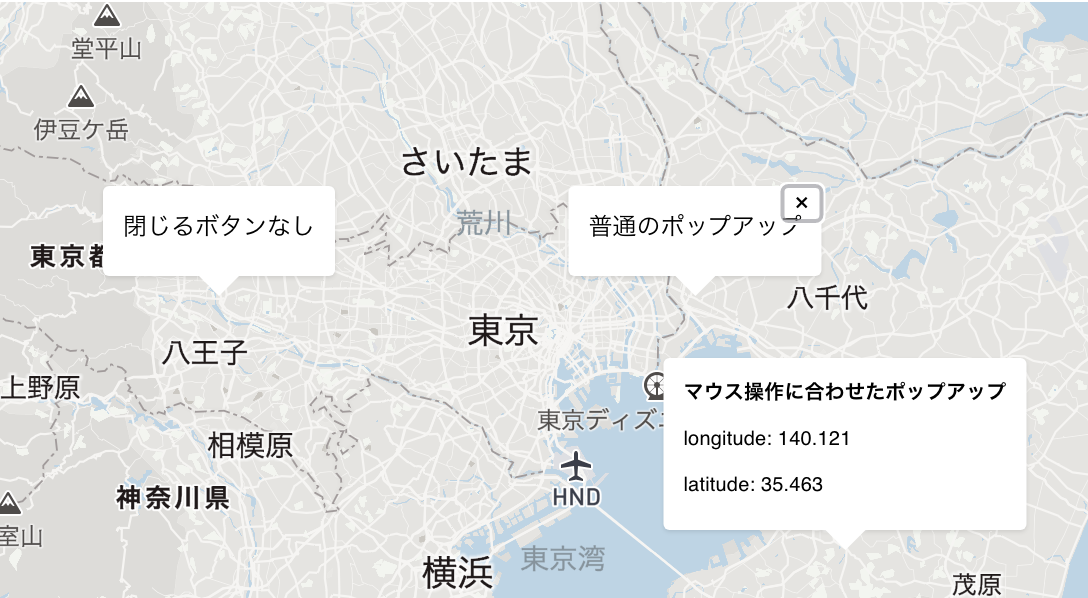 堂平山
伊豆ケ岳
さいたま
閉じるボタンなし
荒川
×
普通のポップアップ
東京都
八千代
東京
八王子
上野原
マウス操作に合わせたポップアップ
longitude: 140.121
latitude: 35.463
東京ディズニ
相模原
神奈川県
HND
室山
横浜
東京湾
茂原